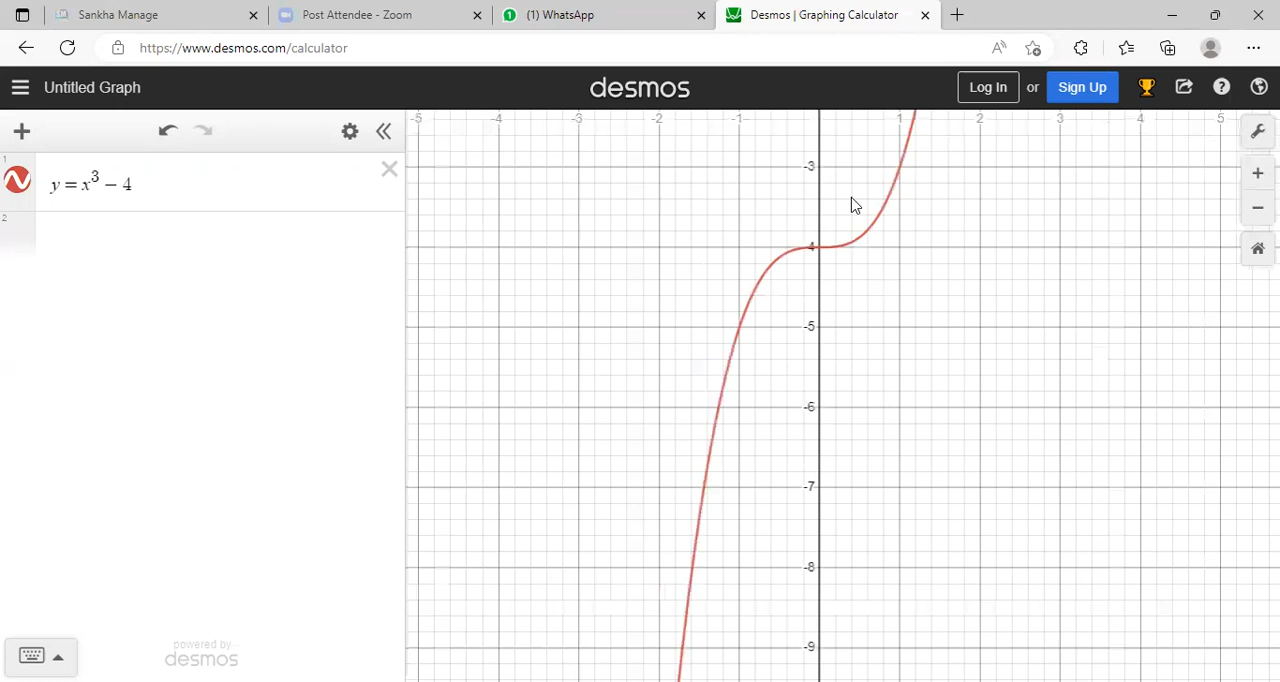 Sankha Manage
Post Attendee - Zoom
(1) WhatsApp
Desmos | Graphing Calculator
https://www.desmos.com/calculator
Untitled Graph
desmos
Log In or Sign Up
1
y = x³ − 4
2
-5 -4 -3 -2 -1 1 2 3 4 5
-3
-4
-5
-6
-7
-8
-9
powered by
desmos